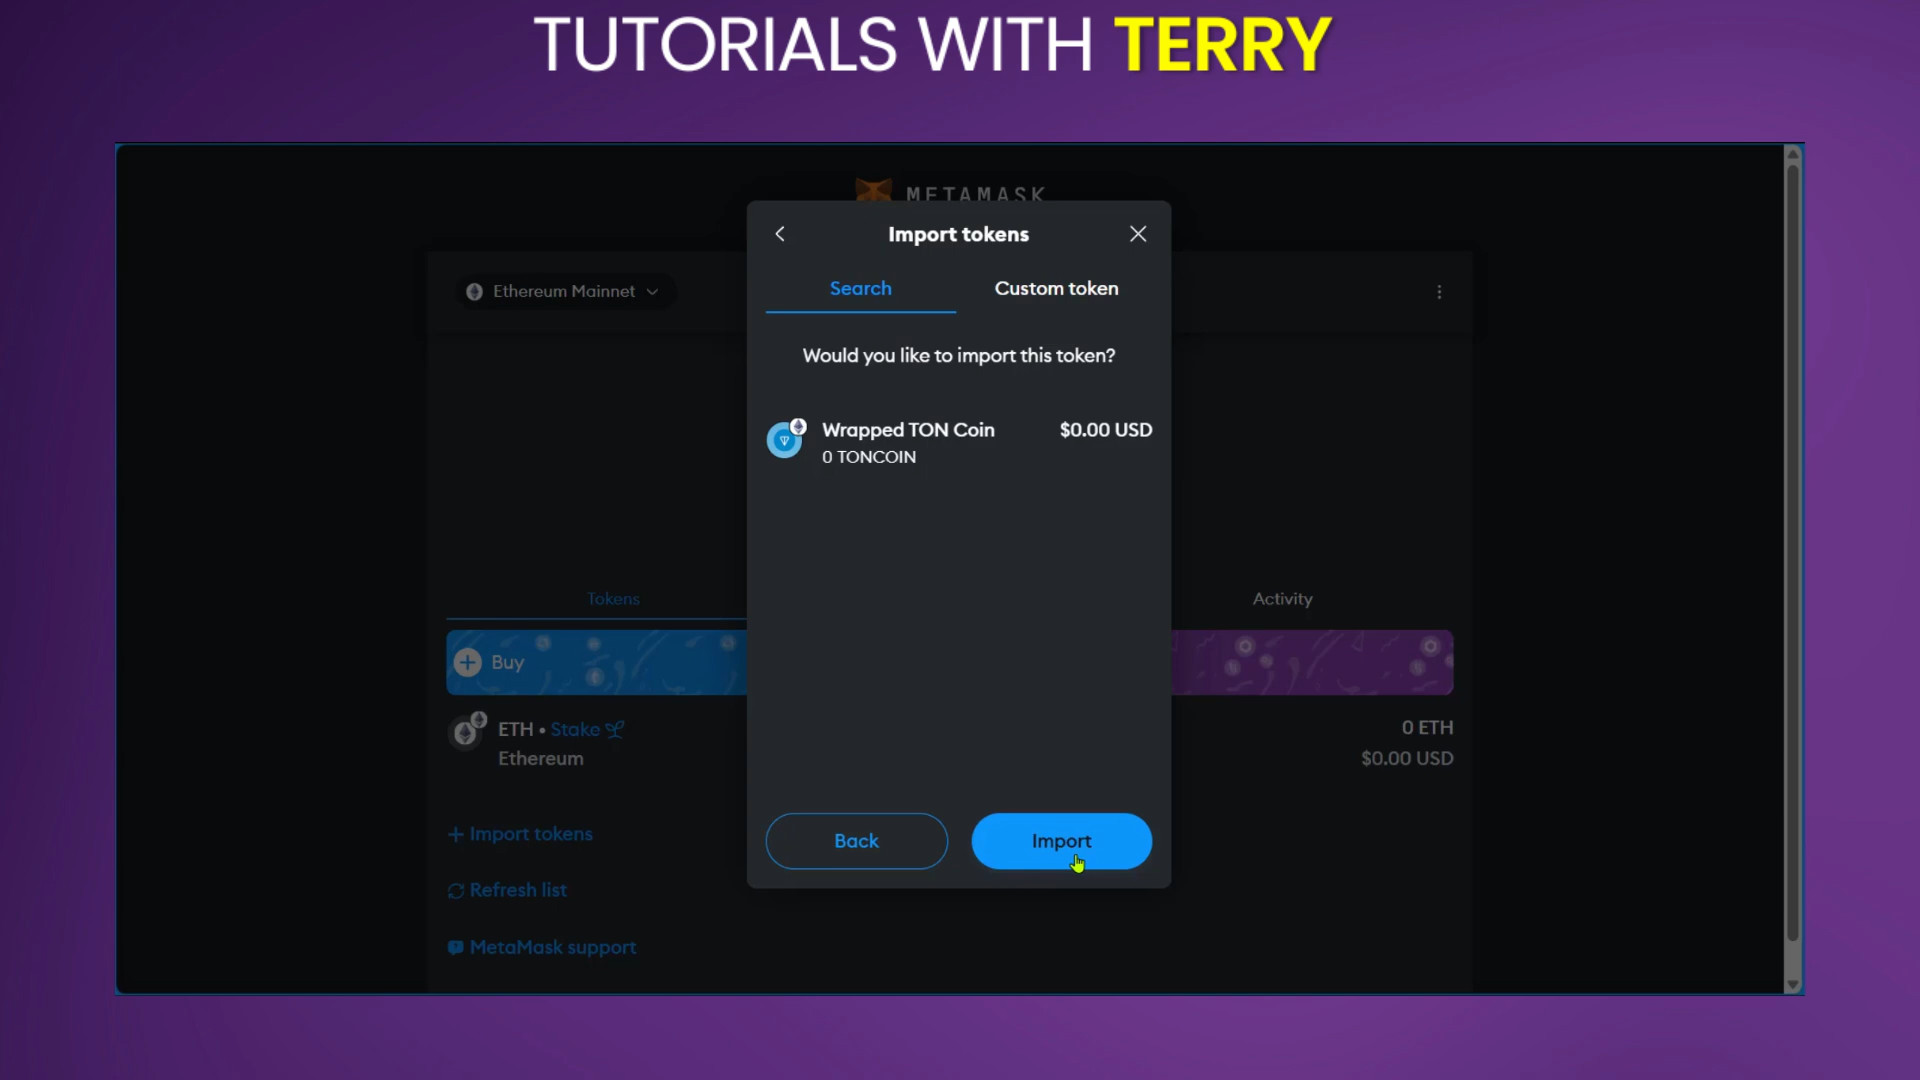 TUTORIALS WITH TERRY
METAMASK
Import tokens
Ethereum Mainnet
Search
Custom token
Would you like to import this token?
Wrapped TON Coin
$0.00 USD
0 TONCOIN
Tokens
Activity
Buy
ETH • Stake
0 ETH
Ethereum
$0.00 USD
+ Import tokens
Back
Import
Refresh list
MetaMask support